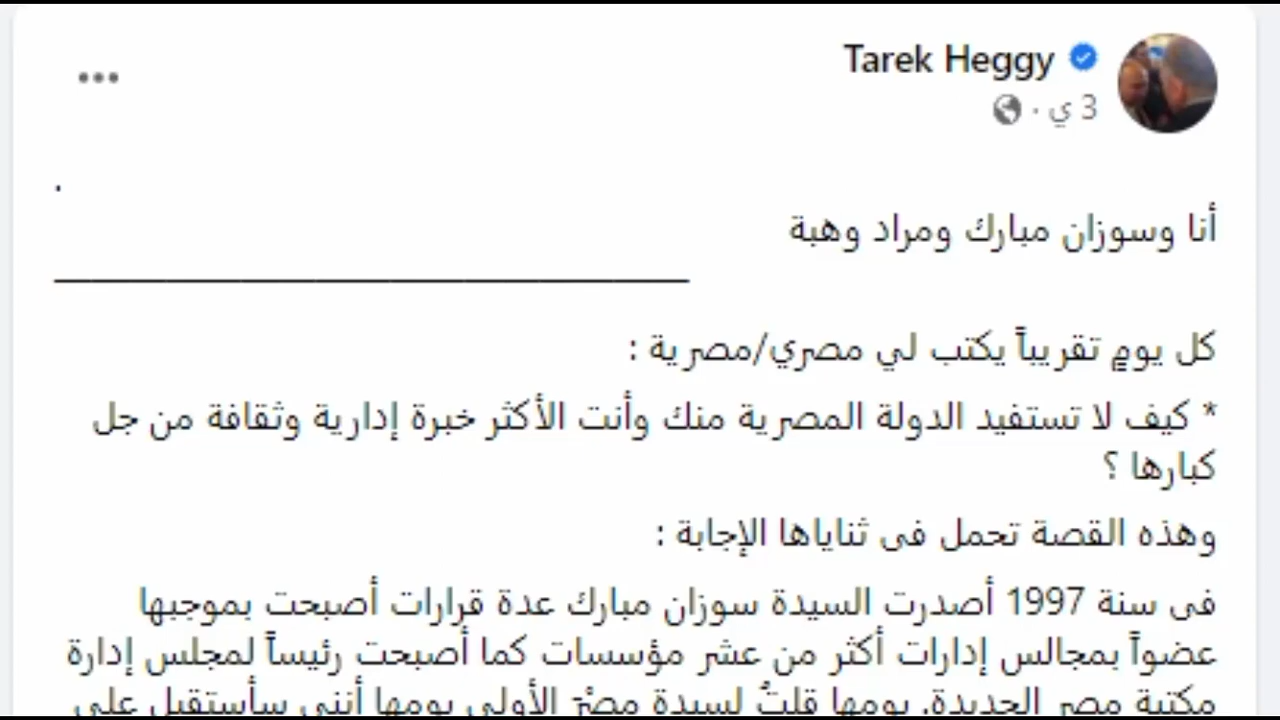 Tarek Heggy
3 ي ·
.
أنا وسوزان مبارك ومراد وهبة
كل يومٍ تقريباً يكتب لي مصري/مصرية :
* كيف لا تستفيد الدولة المصرية منك وأنت الأكثر خبرة إدارية وثقافة من جل
كبارها ؟
وهذه القصة تحمل فى ثناياها الإجابة :
فى سنة 1997 أصدرت السيدة سوزان مبارك عدة قرارات أصبحت بموجبها
عضواً بمجالس إدارات أكثر من عشر مؤسسات كما أصبحت رئيساً لمجلس إدارة
مكتبة مصر الجديدة. يومها قلتُ لسيدة مصْرَ الأولى يومها أننى سأستقيل على